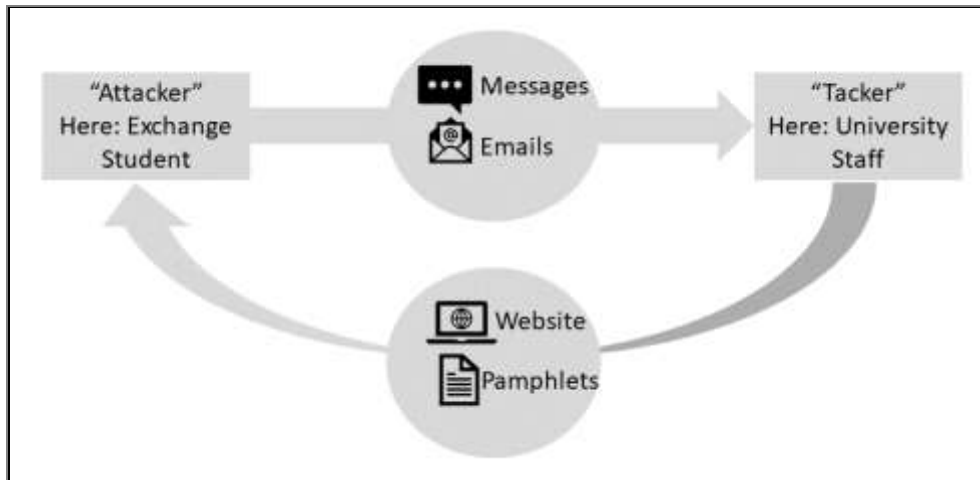 “Attacker”
Here: Exchange
Student
Messages
Emails
“Tacker”
Here: University
Staff
Website
Pamphlets